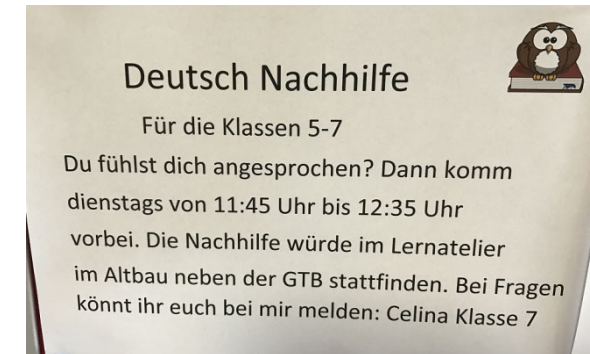 Deutsch Nachhilfe
Für die Klassen 5-7
Du fühlst dich angesprochen? Dann komm
dienstags von 11:45 Uhr bis 12:35 Uhr
vorbei. Die Nachhilfe würde im Lernatelier
im Altbau neben der GTB stattfinden. Bei Fragen
könnt ihr euch bei mir melden: Celina Klasse 7